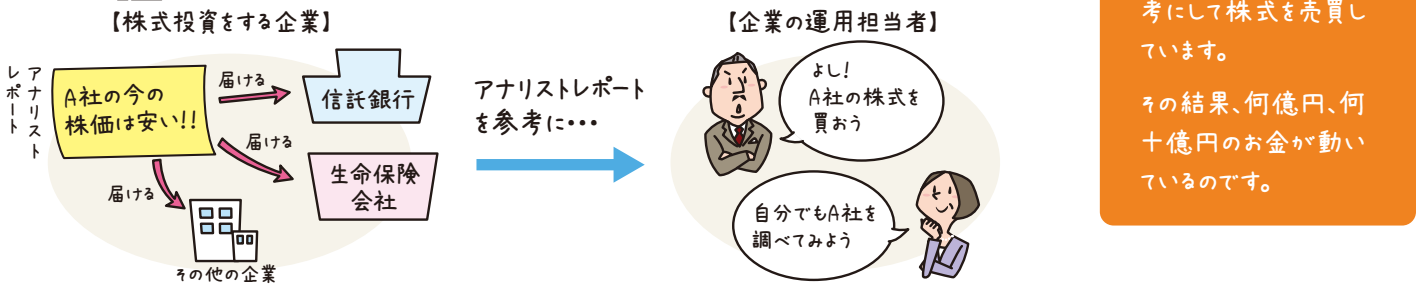 【株式投資をする企業】
アナリスト
レポート
A社の今の
株価は安い!!
届ける
信託銀行
届ける
生命保険
会社
届ける
その他の企業
アナリストレポート
を参考に・・・
【企業の運用担当者】
よし!
A社の株式を
買おう
自分でもA社を
調べてみよう
考にして株式を売買し
ています。
その結果、何億円、何
十億円のお金が動い
ているのです。